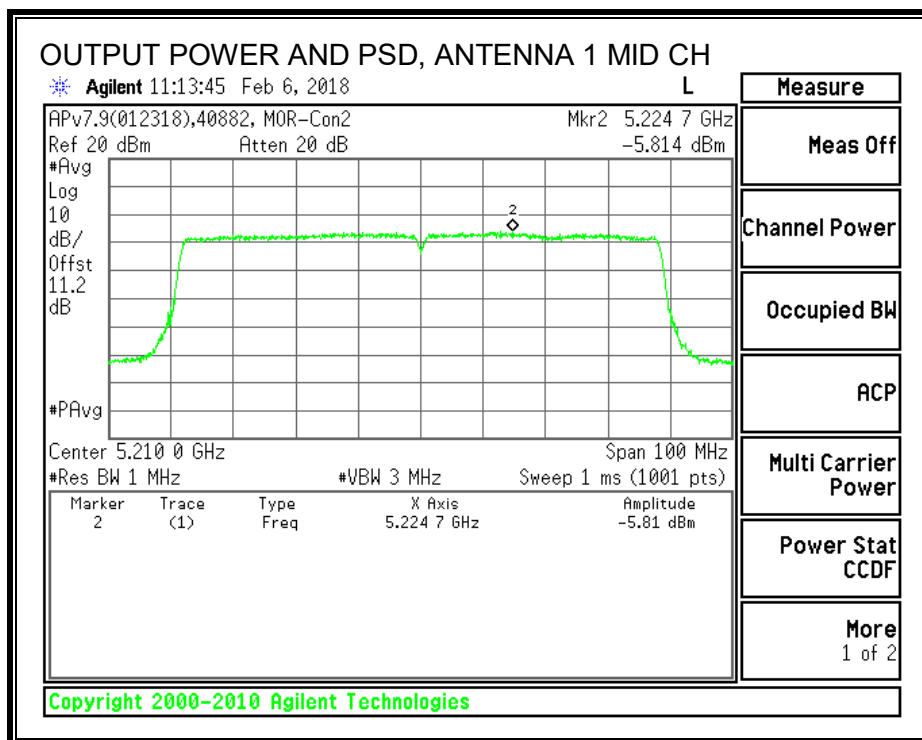 OUTPUT POWER AND PSD, ANTENNA 1 MID CH
Agilent 11:13:45 Feb 6, 2018 L
APv7.9(012318),40882, MOR-Con2 Mkr2 5.224 7 GHz
Ref 20 dBm Atten 20 dB -5.814 dBm
#Avg
Log
10
dB/
Offst
11.2
dB
2
#PAvg
Center 5.210 0 GHz Span 100 MHz
#Res BW 1 MHz #VBW 3 MHz Sweep 1 ms (1001 pts)
Marker Trace Type X Axis Amplitude
2 (1) Freq 5.224 7 GHz -5.81 dBm
Measure
Meas Off
Channel Power
Occupied BW
ACP
Multi Carrier
Power
Power Stat
CCDF
More
1 of 2
Copyright 2000-2010 Agilent Technologies